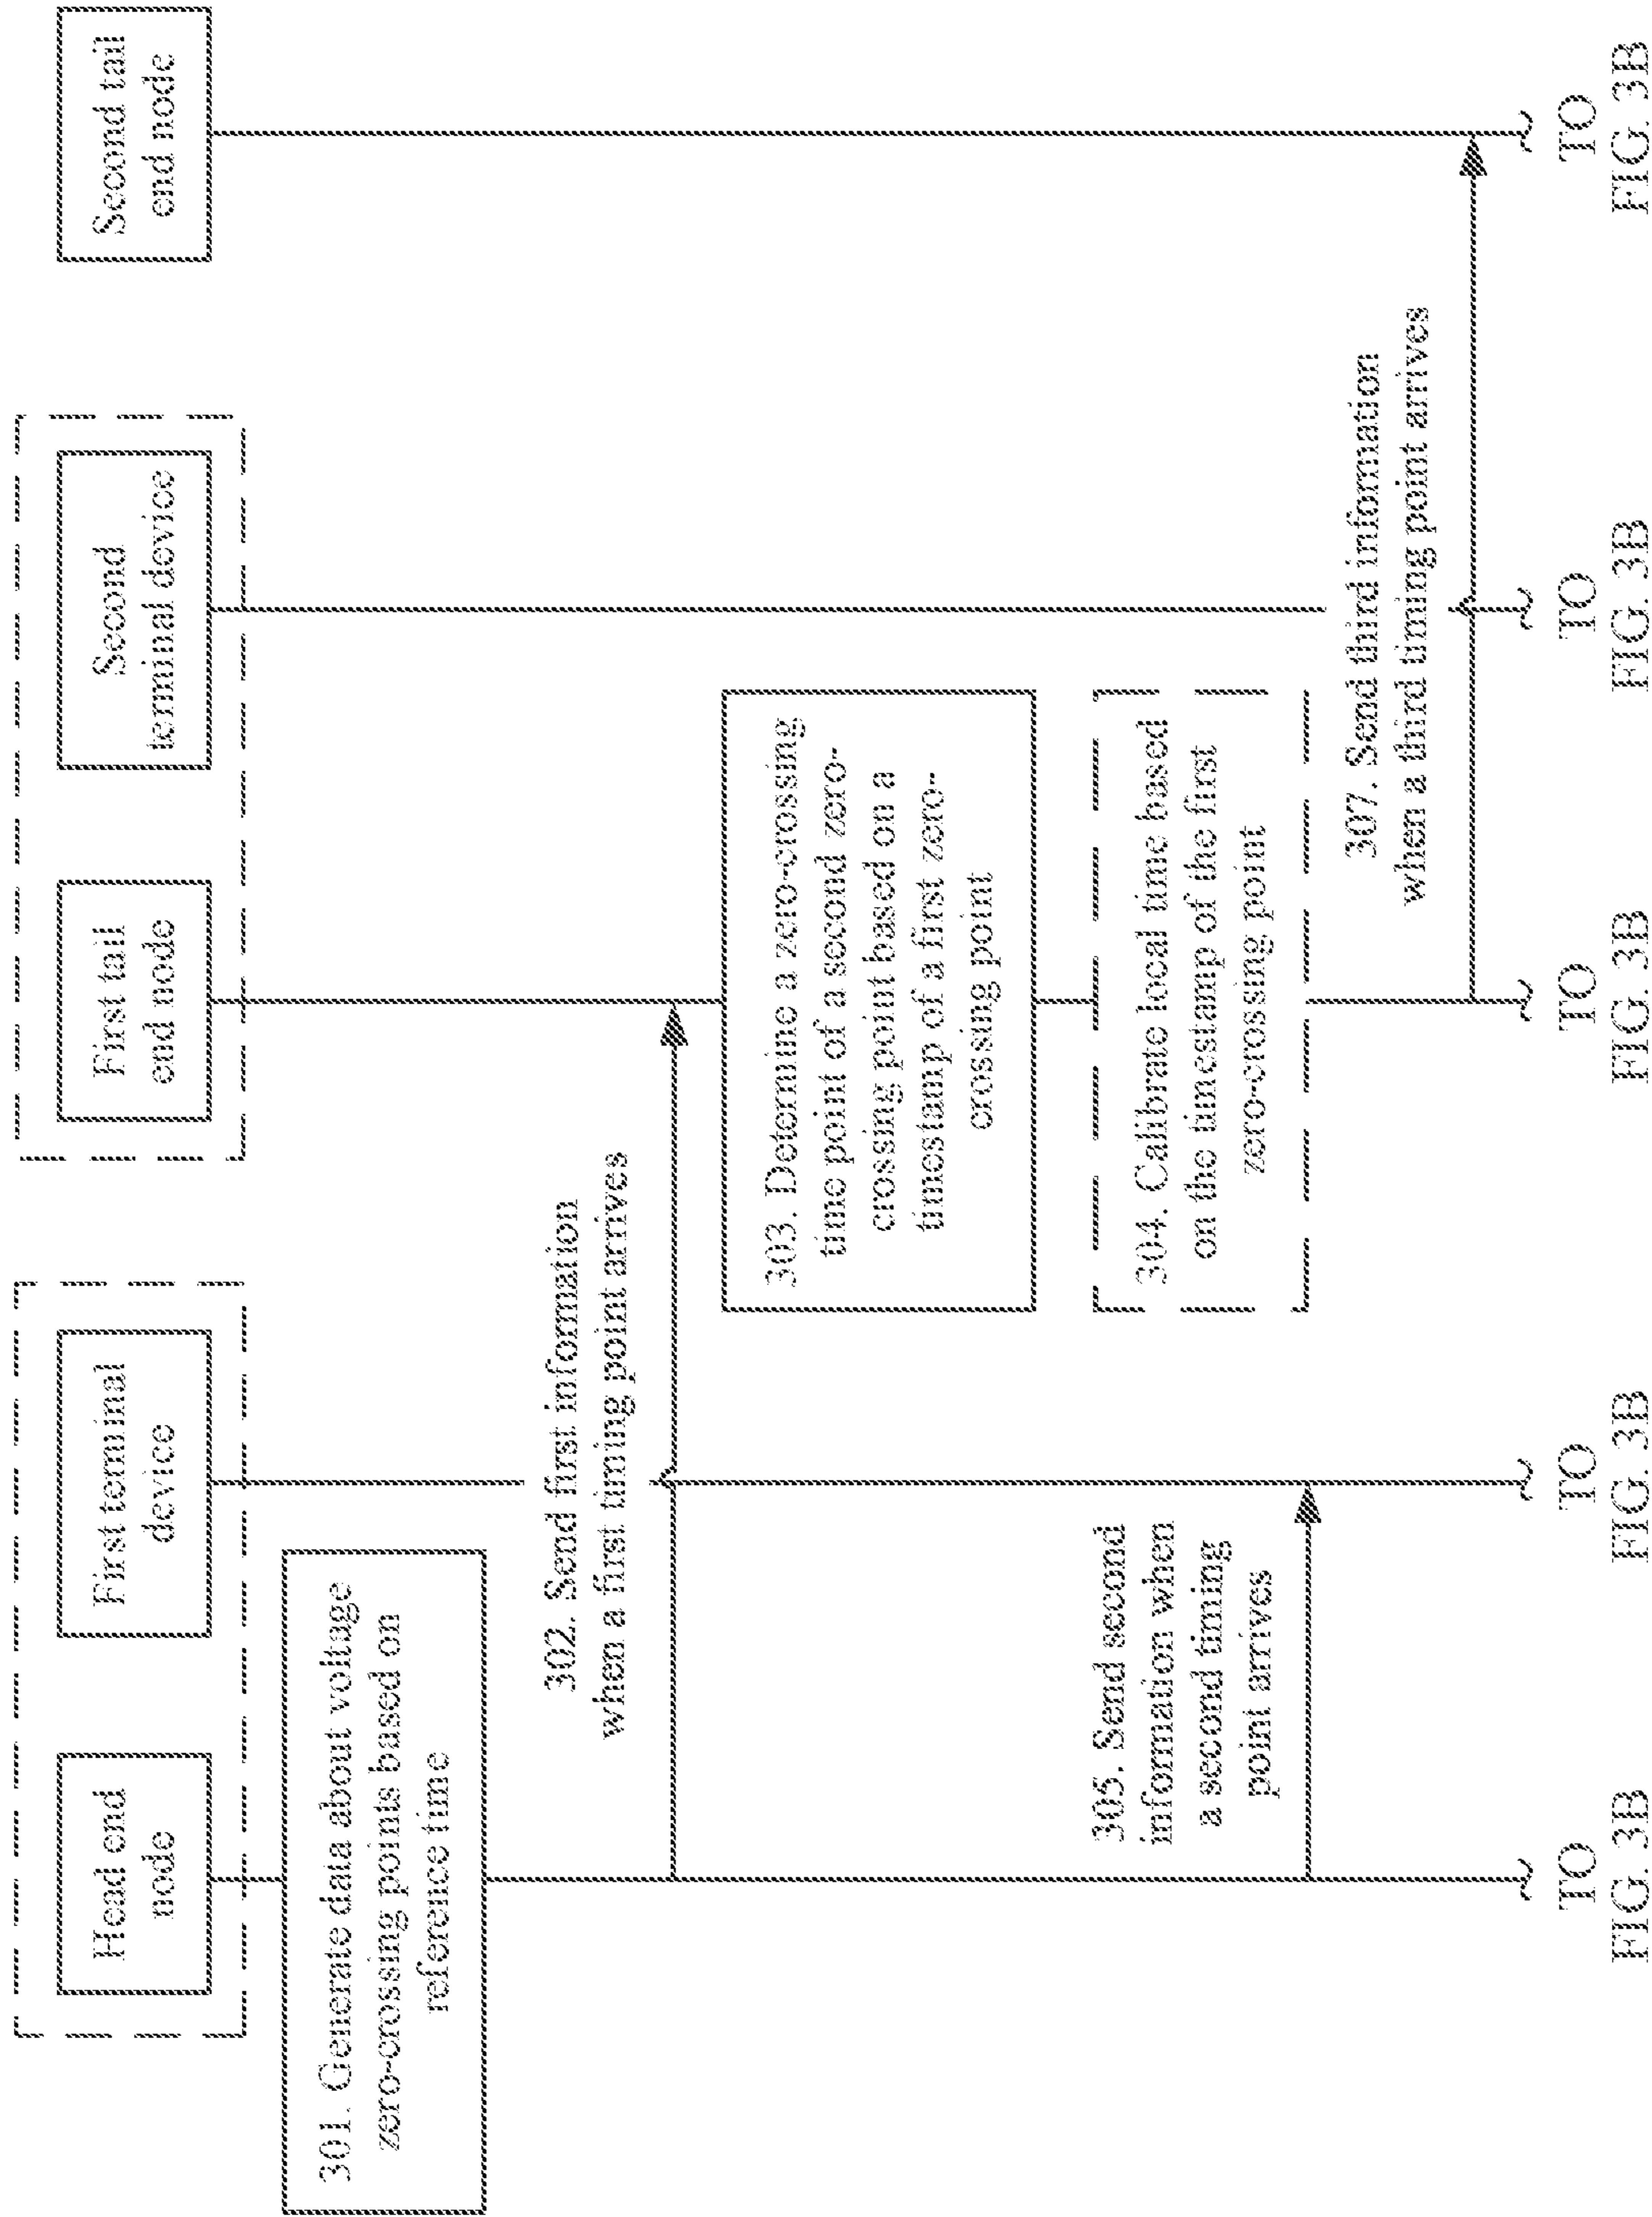 Head end
node
First terminal
device
First tail
end node
Second
terminal device
Second tail
end node
301. Generate data about voltage
zero-crossing points based on
reference time
302. Send first information
when a first timing point arrives
303. Determine a zero-crossing
time point of a second zero-
crossing point based on a
timestamp of a first zero-
crossing point
304. Calibrate local time based
on the timestamp of the first
zero-crossing point
305. Send second
information when
a second timing
point arrives
307. Send third information
when a third timing point arrives
TO
FIG. 3B
TO
FIG. 3B
TO
FIG. 3B
TO
FIG. 3B
TO
FIG. 3B